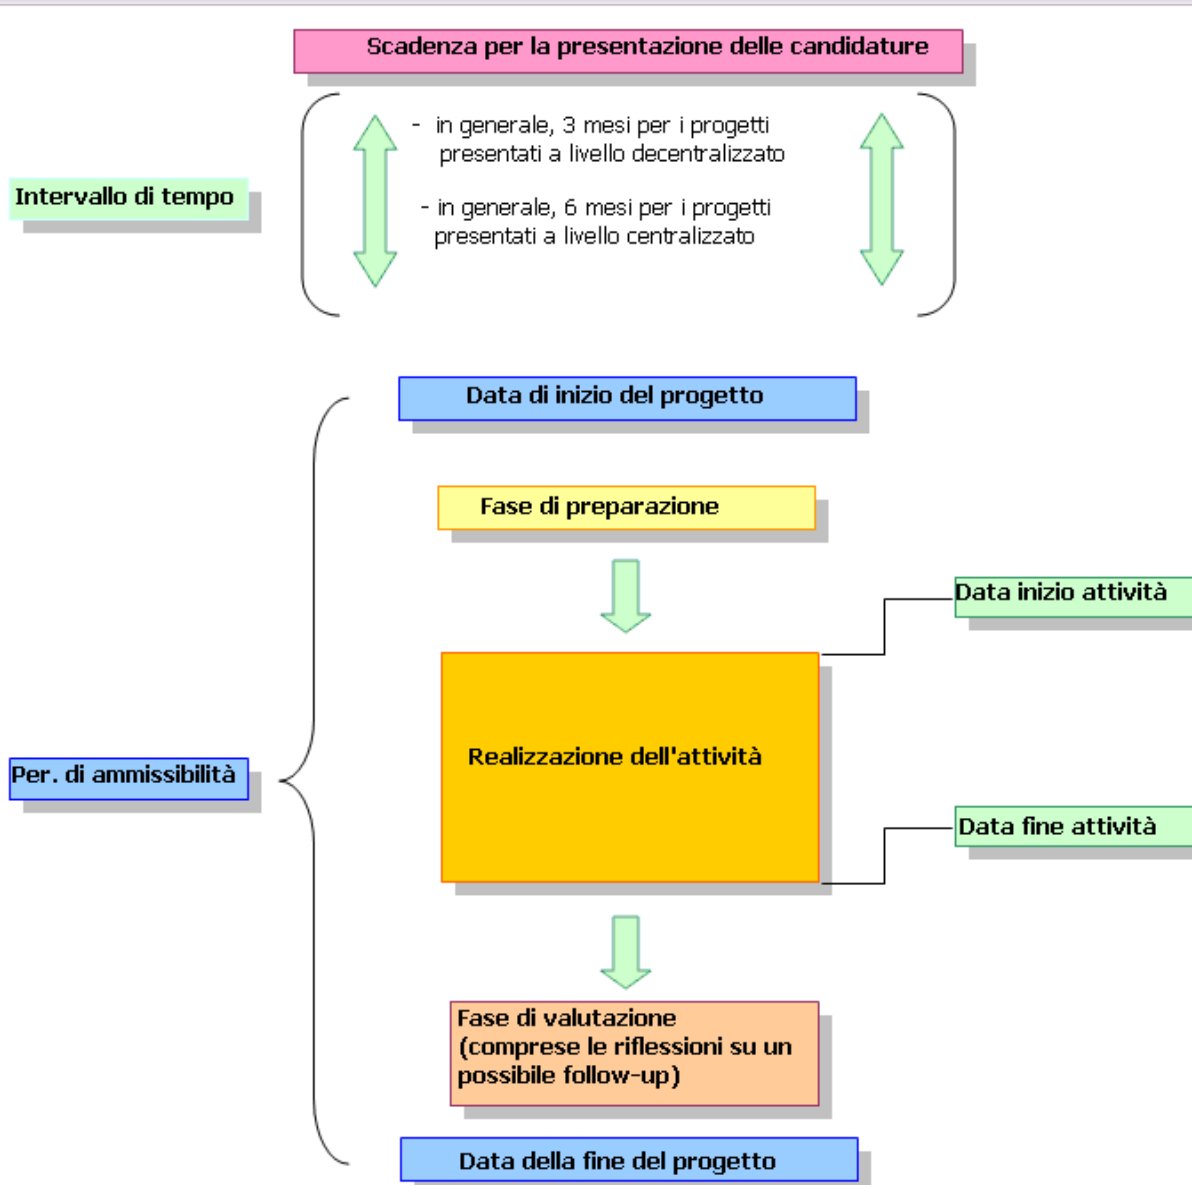 Scadenza per la presentazione delle candidature
- in generale, 3 mesi per i progetti
presentati a livello decentralizzato
Intervallo di tempo
- in generale, 6 mesi per i progetti
presentati a livello centralizzato
Data di inizio del progetto
Fase di preparazione
Data inizio attività
Realizzazione dell'attività
Per. di ammissibilità
Data fine attività
Fase di valutazione
(comprese le riflessioni su un
possibile follow-up)
Data della fine del progetto